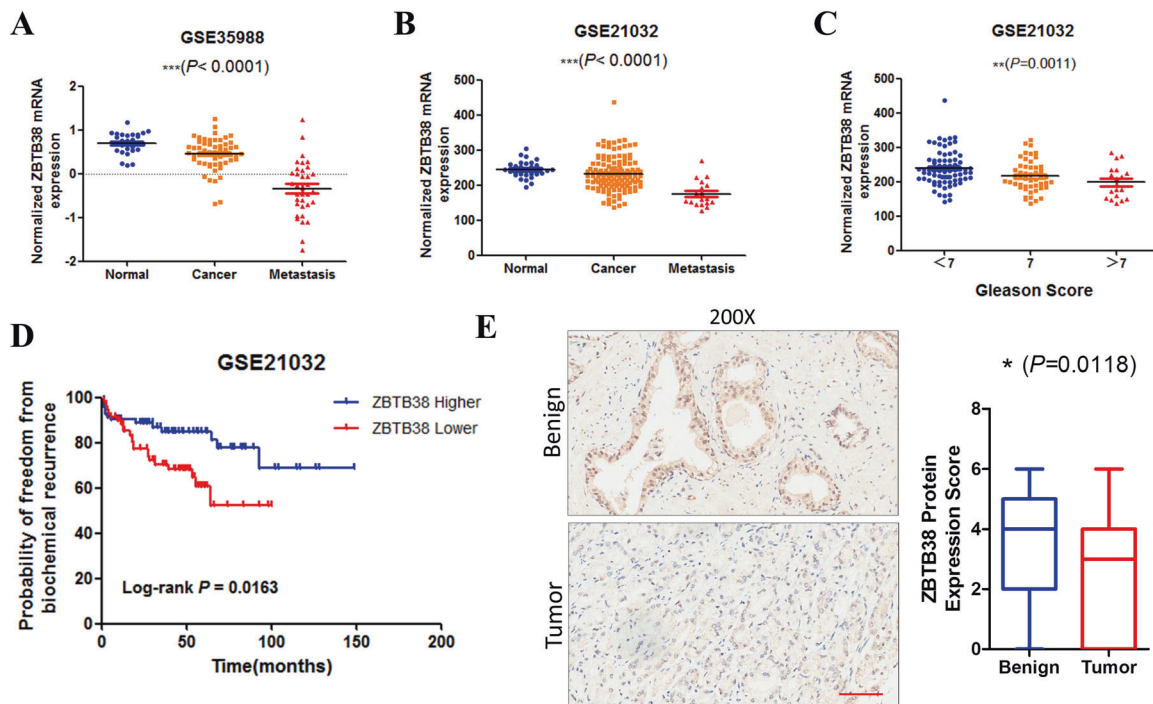 A
GSE35988
***(P< 0.0001)
Normalized ZBTB38 mRNA
expression
2
1
0
-1
-2
Normal Cancer Metastasis
B
GSE21032
***(P< 0.0001)
Normalized ZBTB38 mRNA
expression
500
400
300
200
100
0
Normal Cancer Metastasis
C
GSE21032
**(P=0.0011)
Normalized ZBTB38 mRNA
expression
500
400
300
200
100
0
<7 7 >7
Gleason Score
D
GSE21032
Probability of freedom from
biochemical recurrence
100
80
60
40
20
0
ZBTB38 Higher
ZBTB38 Lower
Log-rank P = 0.0163
0 50 100 150 200
Time(months)
E
200X
Benign
Tumor
* (P=0.0118)
ZBTB38 Protein
Expression Score
8
6
4
2
0
Benign Tumor